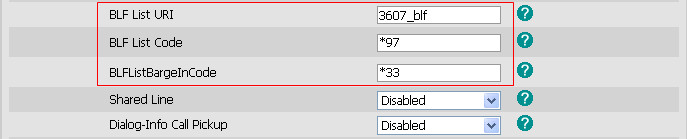 BLF List URI 3607_blf ?
BLF List Code *97 ?
BLFListBargeInCode *33 ?
Shared Line Disabled ?
Dialog-Info Call Pickup Disabled ?